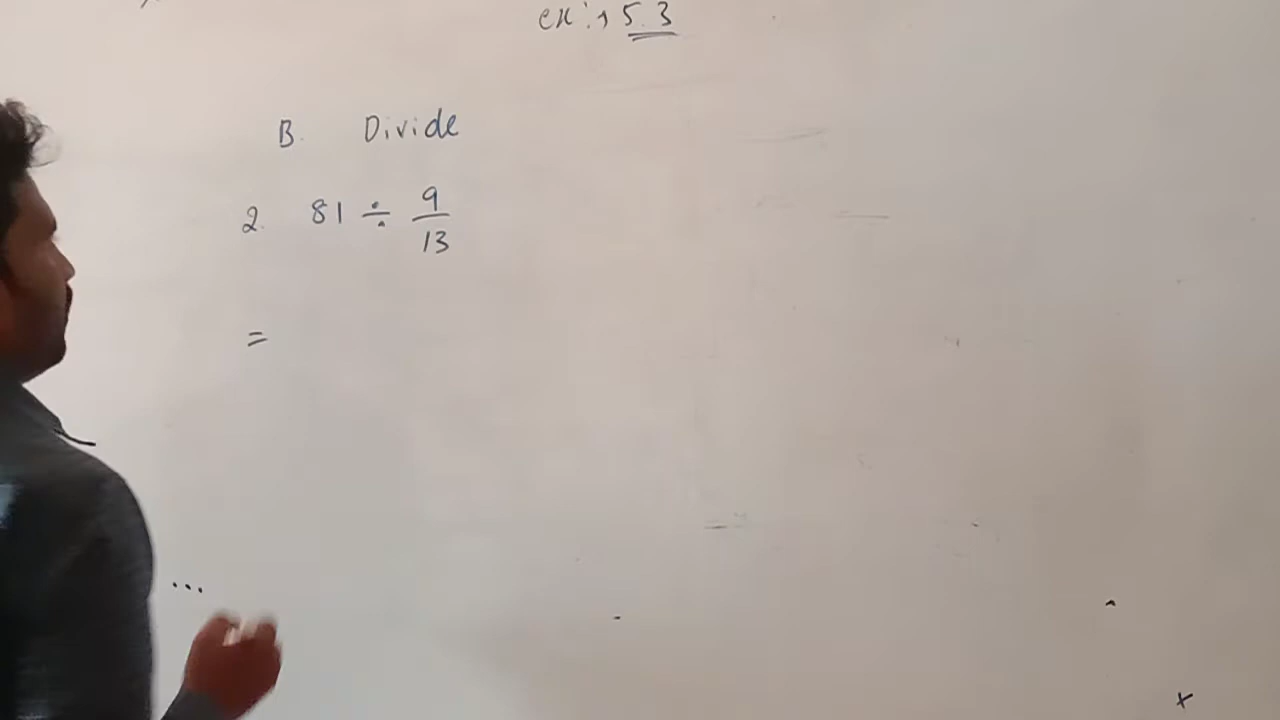 ex: 5.3
B. Divide
2. 81 ÷ 9/13
=